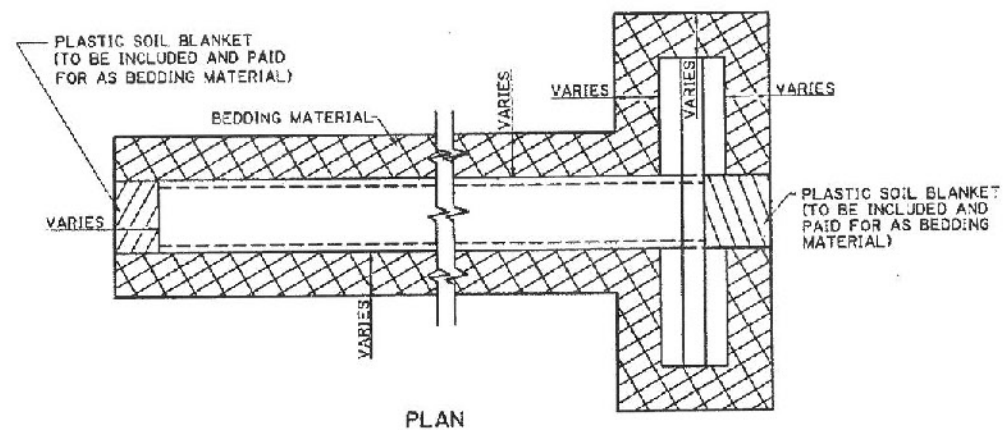 PLASTIC SOIL BLANKET
(TO BE INCLUDED AND PAID
FOR AS BEDDING MATERIAL)
BEDDING MATERIAL
VARIES
VARIES
VARIES
VARIES
VARIES
VARIES
PLASTIC SOIL BLANKET
(TO BE INCLUDED AND
PAID FOR AS BEDDING
MATERIAL)
PLAN